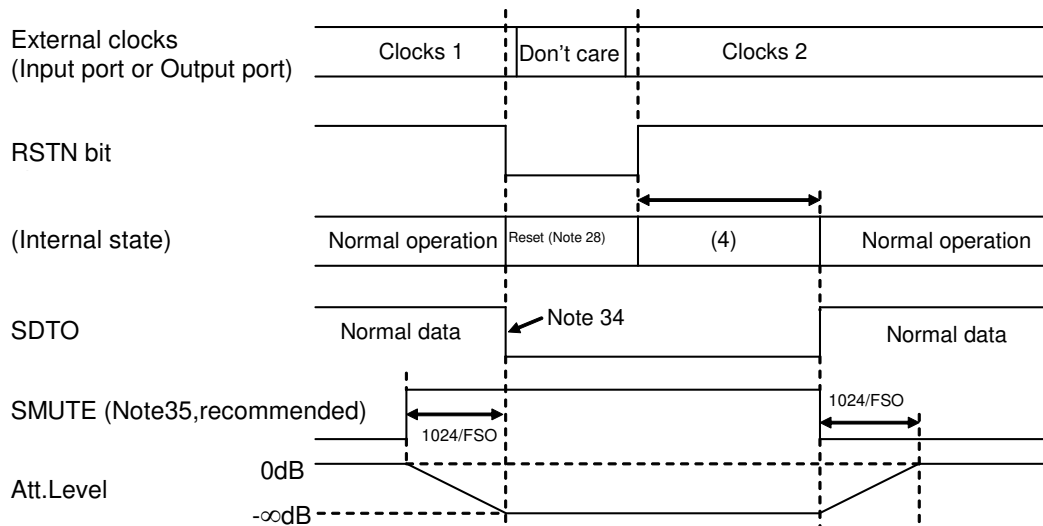 External clocks
(Input port or Output port)
Clocks 1
Don't care
Clocks 2
RSTN bit
(Internal state)
Normal operation
Reset (Note 28)
(4)
Normal operation
SDTO
Normal data
Note 34
Normal data
SMUTE (Note35,recommended)
1024/FSO
1024/FSO
Att.Level
0dB
-∞dB